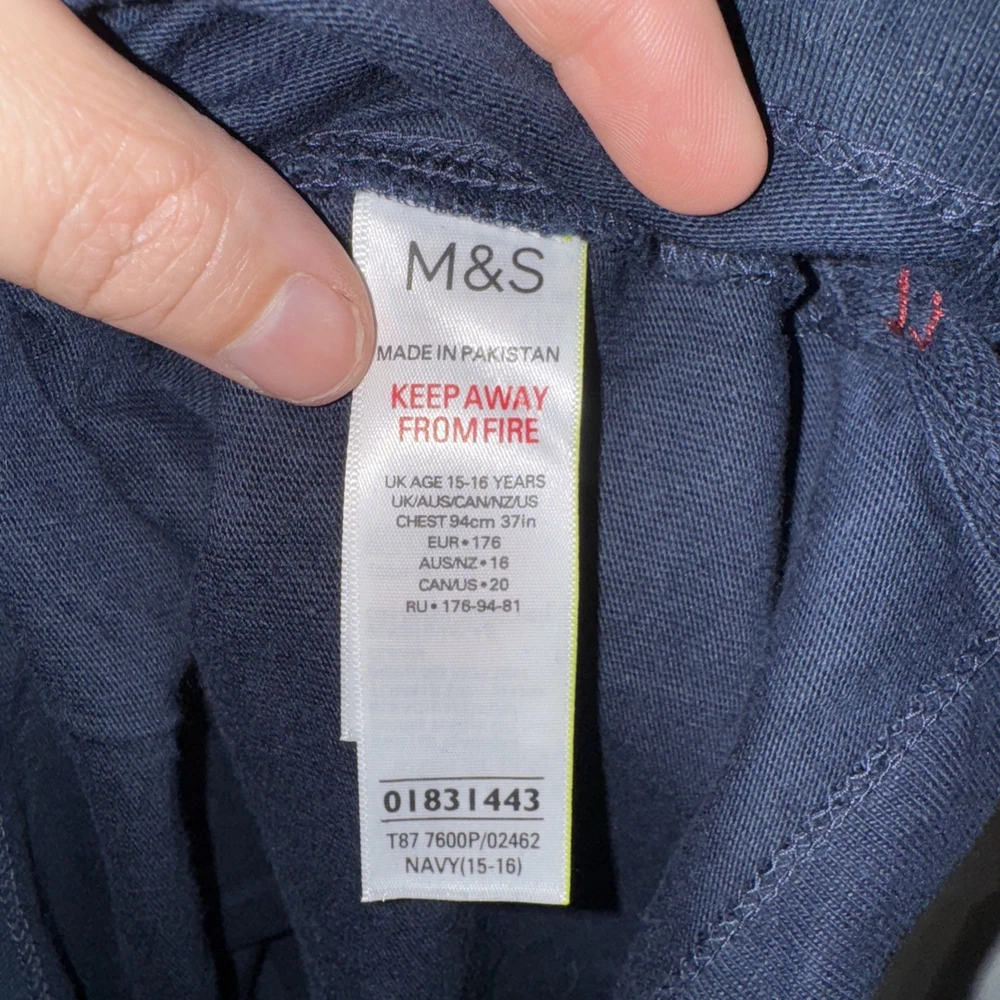 M&S
MADE IN PAKISTAN
KEEP AWAY
FROM FIRE
UK AGE 15-16 YEARS
UK/AUS/CAN/NZ/US
CHEST 94cm 37in
EUR • 176
AUS/NZ • 16
CAN/US • 20
RU • 176-94-81
01831443
T87 7600P/02462
NAVY(15-16)